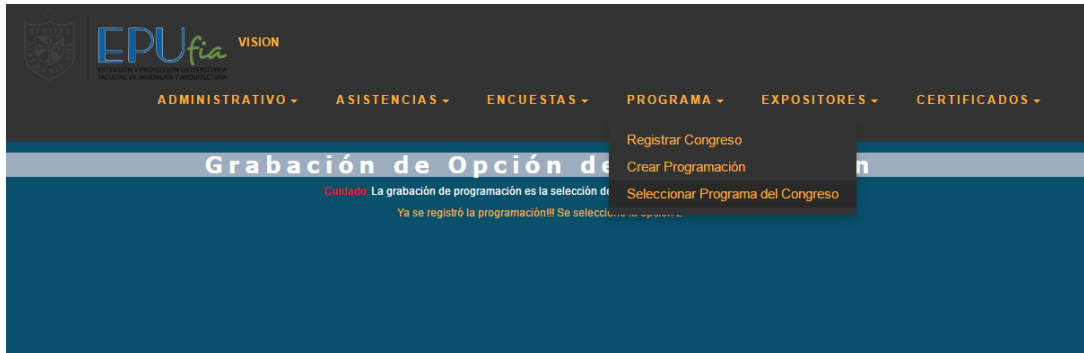 EPUfia
EXTENSIÓN Y PROYECCIÓN UNIVERSITARIA
FACULTAD DE INGENIERÍA Y ARQUITECTURA
VISION
ADMINISTRATIVO ASISTENCIAS ENCUESTAS PROGRAMA EXPOSITORES CERTIFICADOS
Registrar Congreso
Crear Programación
Seleccionar Programa del Congreso
Grabación de Opción de n
Cuidado: La grabación de programación es la selección de
Ya se registró la programación!!! Se seleccionó la opción 2